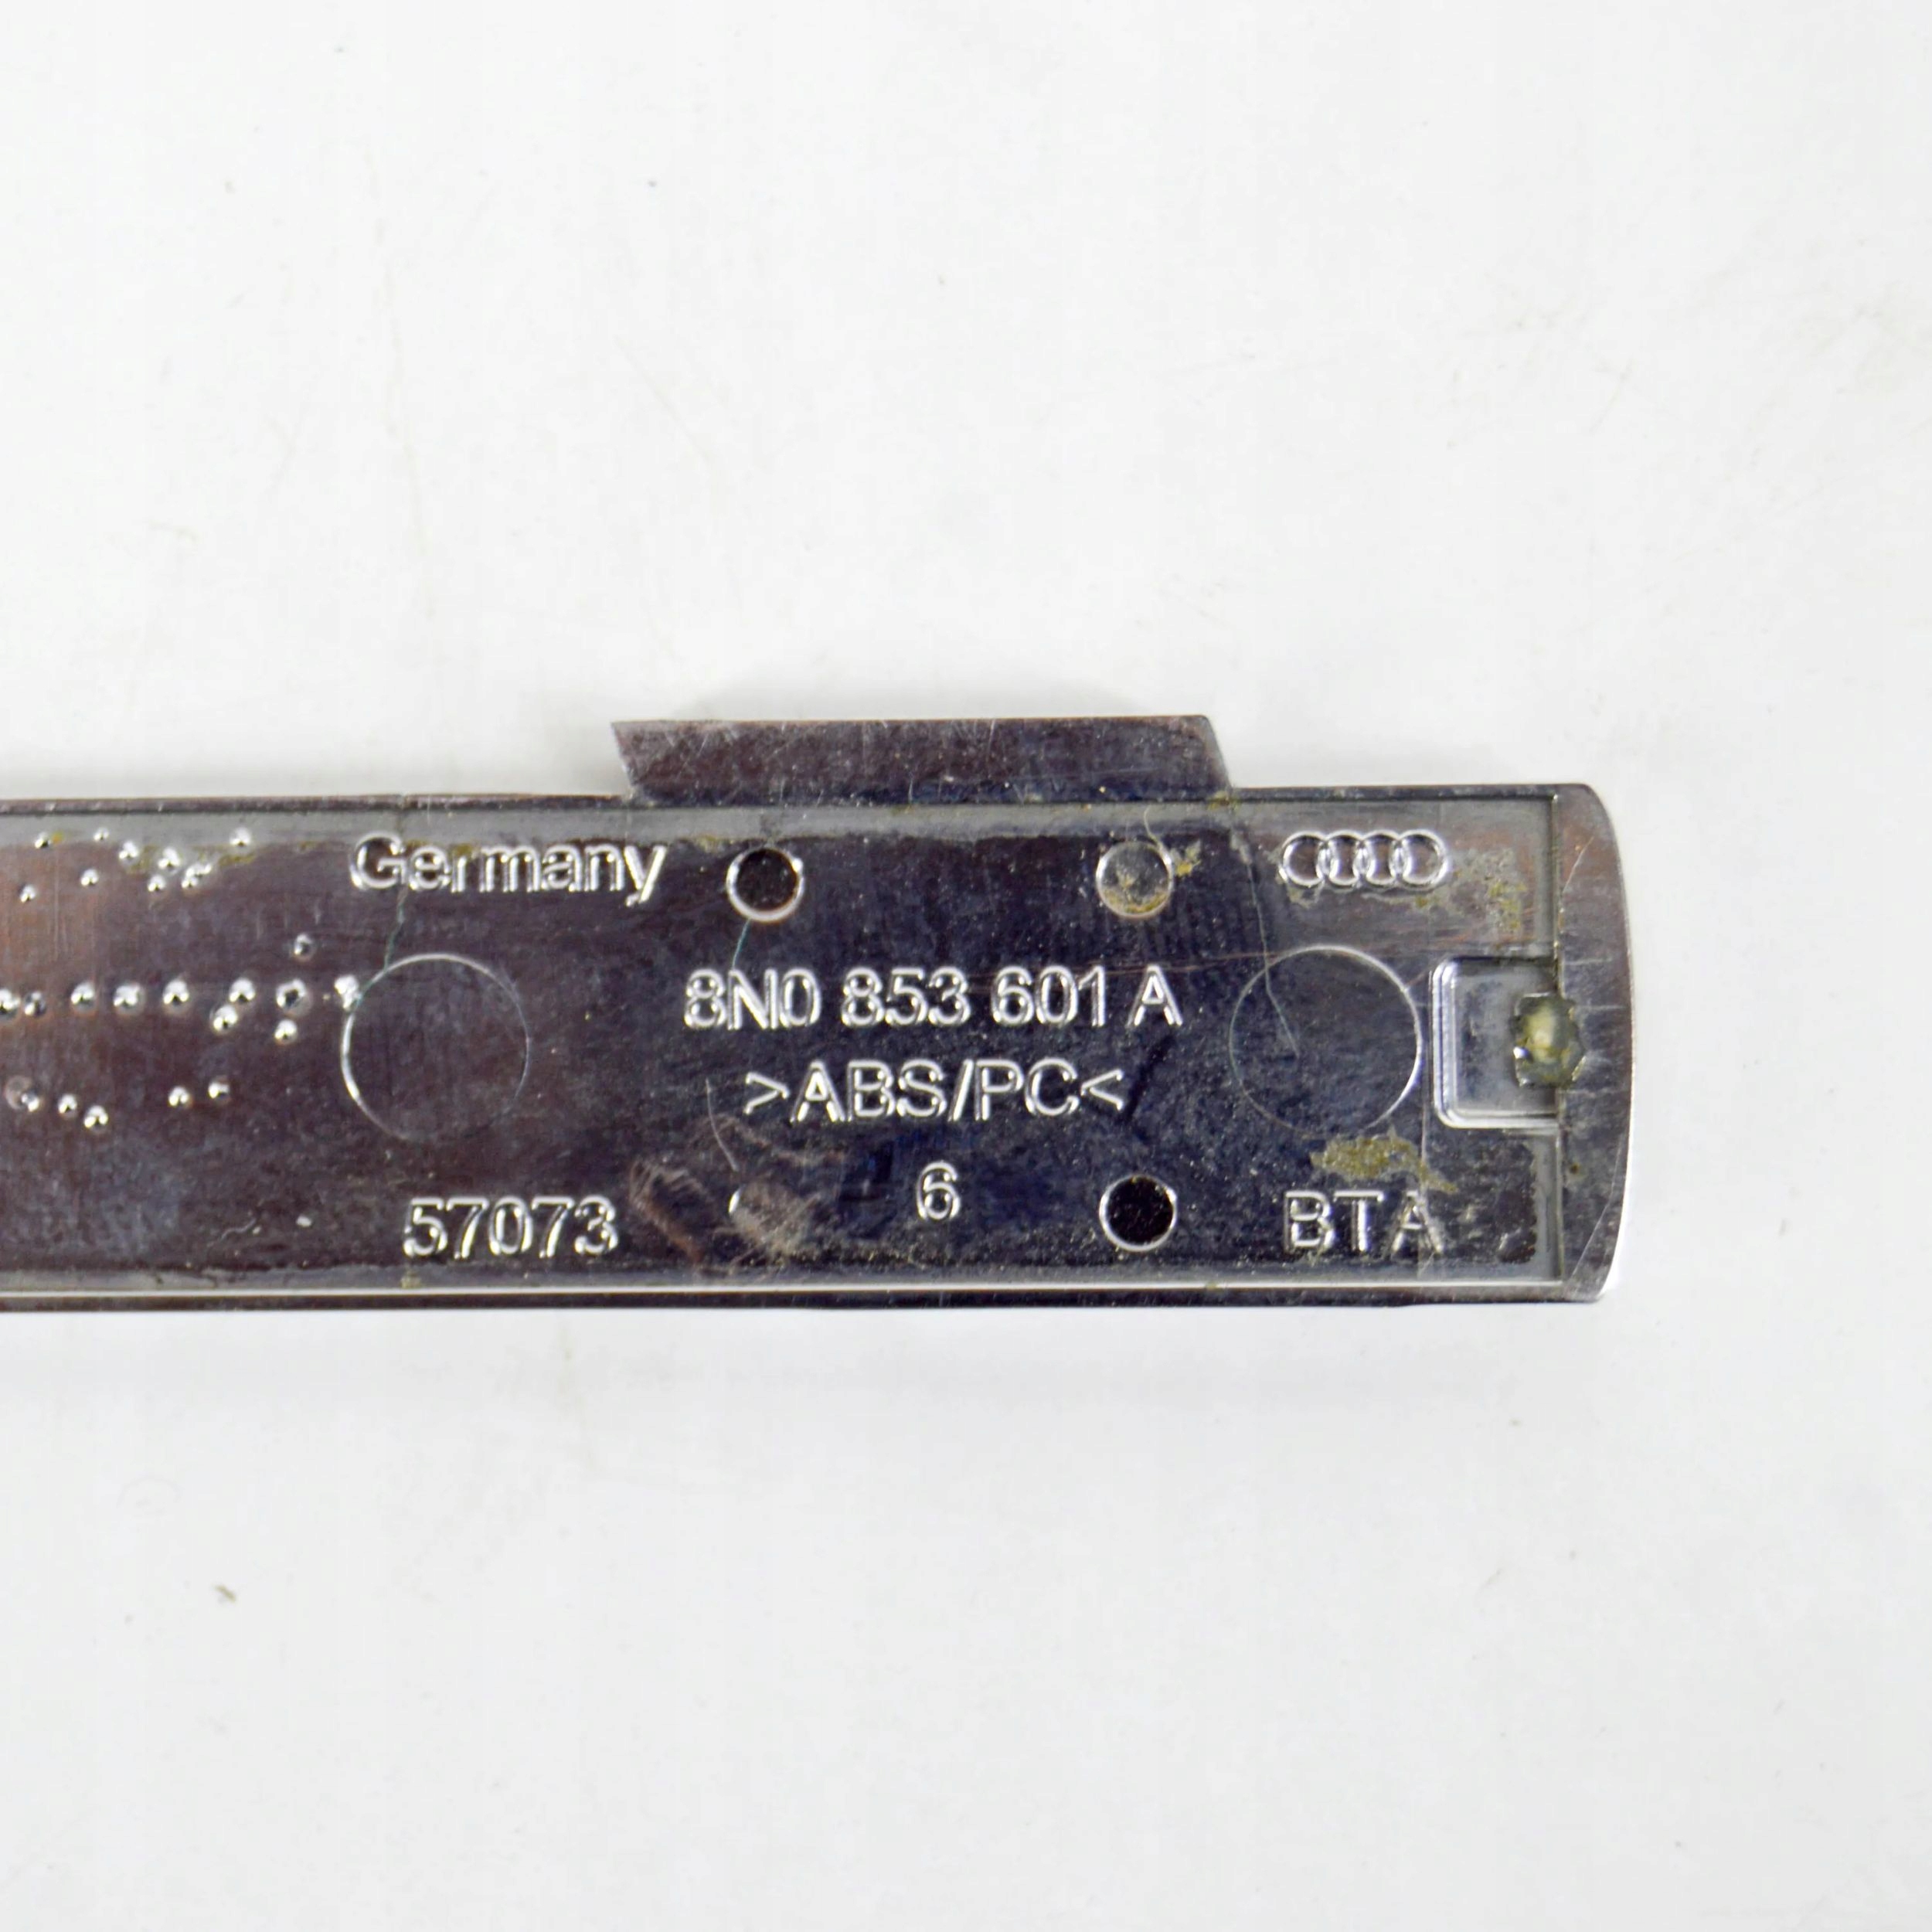 Germany
8N0 853 601 A
>ABS/PC<
6
57073
BTA